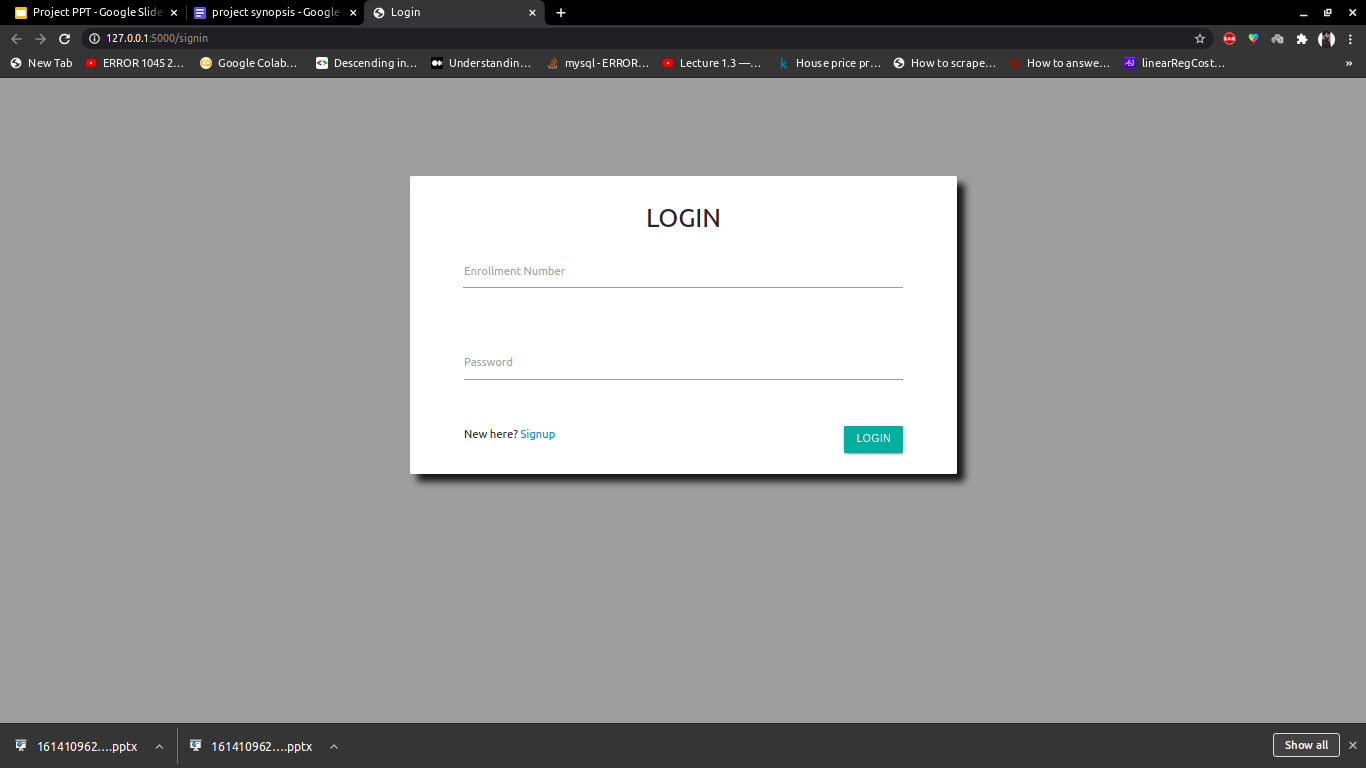 Project PPT - Google Slide
project synopsis - Google
Login
127.0.0.1:5000/signin
New Tab
ERROR 1045 2…
Google Colab…
Descending in…
Understandin…
mysql - ERROR…
Lecture 1.3 —…
House price pr…
How to scrape…
How to answe…
linearRegCost…
»
LOGIN
Enrollment Number
Password
New here? Signup
LOGIN
161410962….pptx
161410962….pptx
Show all